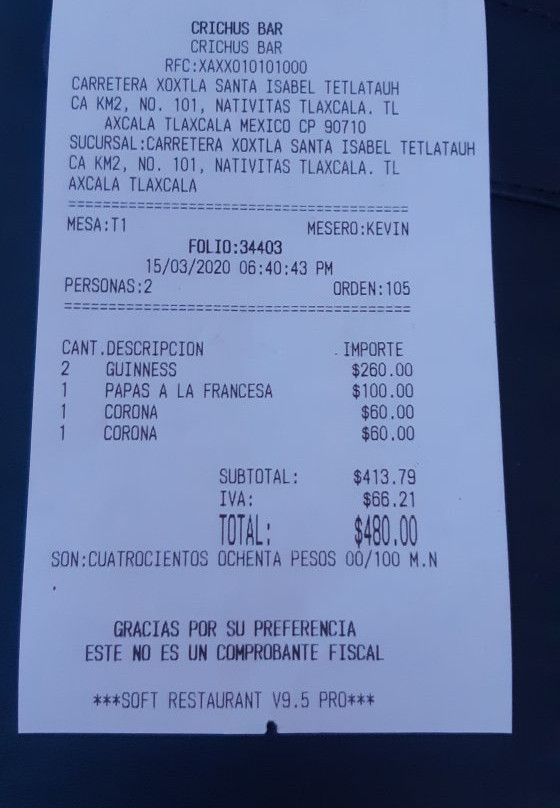 CRICHUS BAR
CRICHUS BAR
RFC:XAXX010101000
CARRETERA XOXTLA SANTA ISABEL TETLATAUH
CA KM2, NO. 101, NATIVITAS TLAXCALA. TL
AXCALA TLAXCALA MEXICO CP 90710
SUCURSAL:CARRETERA XOXTLA SANTA ISABEL TETLATAUH
CA KM2, NO. 101, NATIVITAS TLAXCALA. TL
AXCALA TLAXCALA
========================================
MESA:T1 MESERO:KEVIN
FOLIO:34403
15/03/2020 06:40:43 PM
PERSONAS:2 ORDEN:105
========================================
CANT.DESCRIPCION IMPORTE
2 GUINNESS $260.00
1 PAPAS A LA FRANCESA $100.00
1 CORONA $60.00
1 CORONA $60.00
SUBTOTAL: $413.79
IVA: $66.21
TOTAL: $480.00
SON:CUATROCIENTOS OCHENTA PESOS 00/100 M.N
GRACIAS POR SU PREFERENCIA
ESTE NO ES UN COMPROBANTE FISCAL
***SOFT RESTAURANT V9.5 PRO***